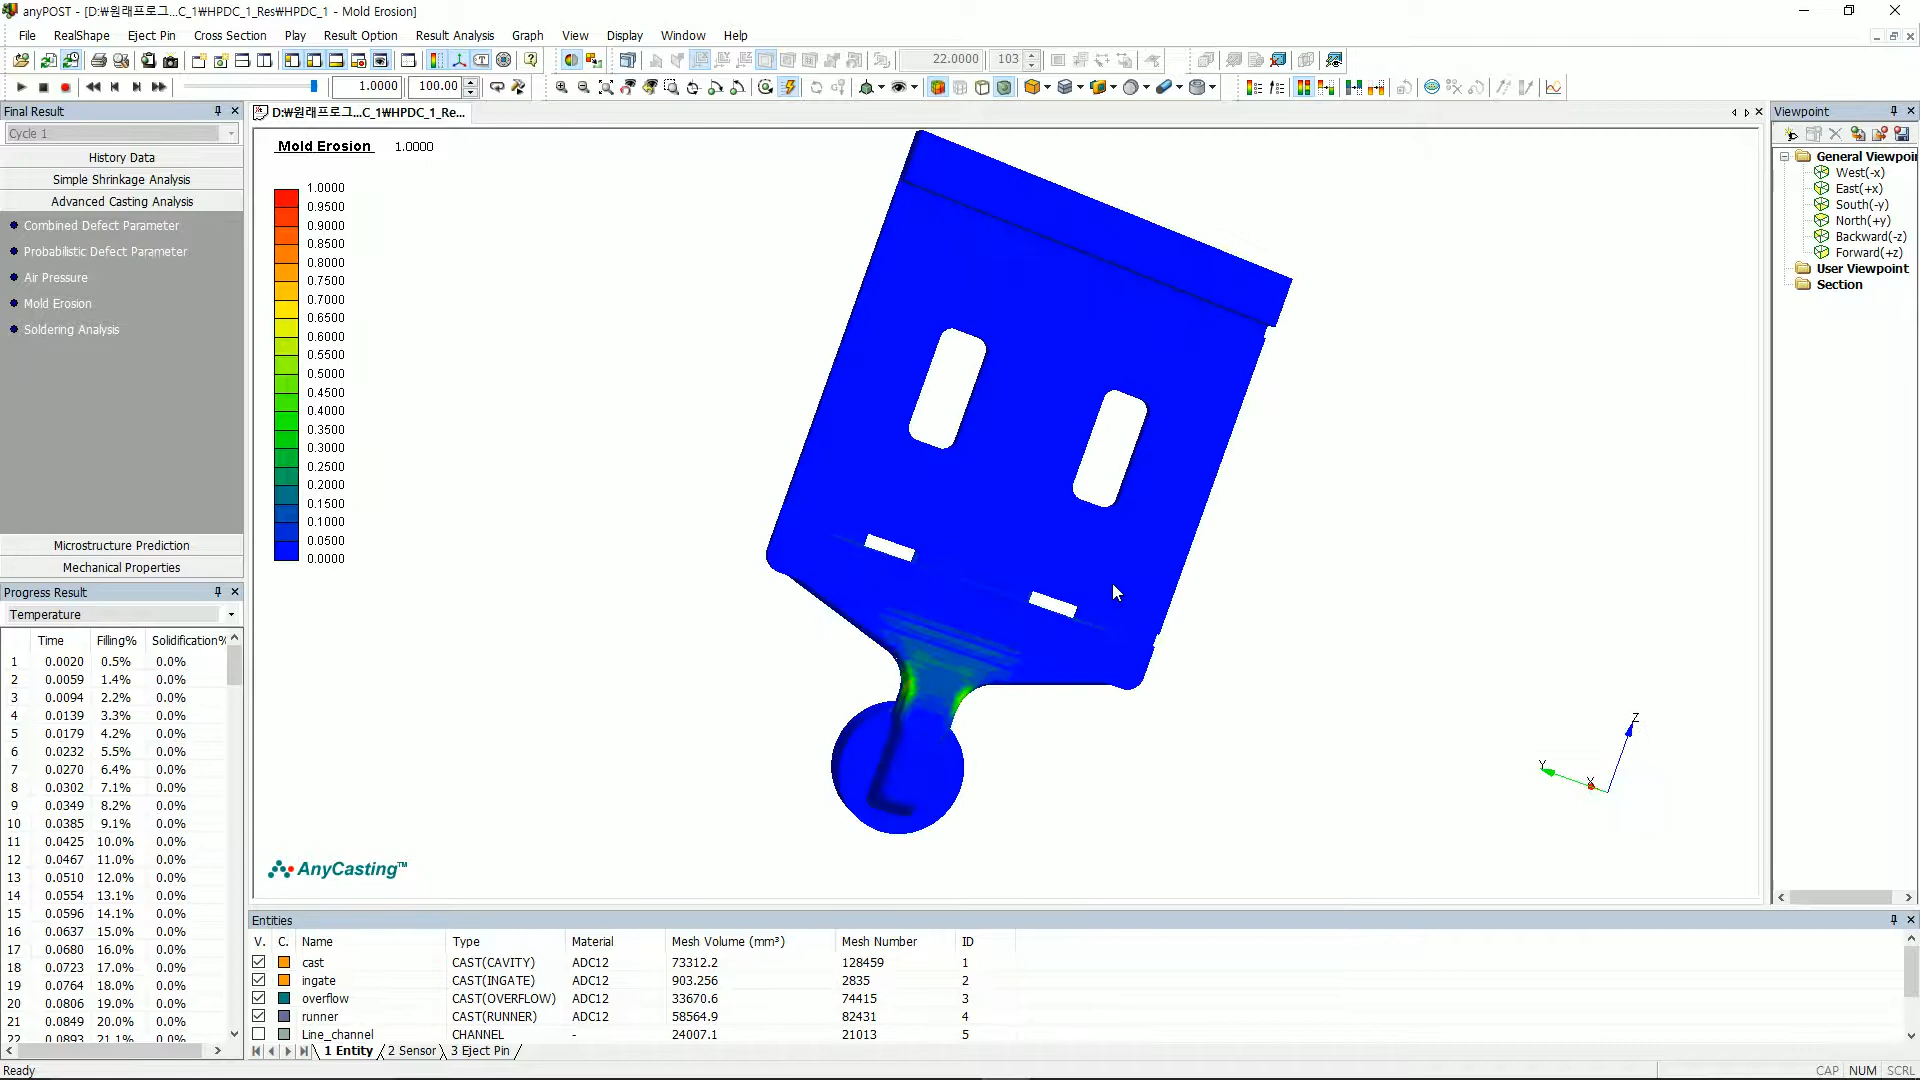 anyPOST - [D:₩원래프로그...C_1₩HPDC_1_Res₩HPDC_1 - Mold Erosion]
File RealShape Eject Pin Cross Section Play Result Option Result Analysis Graph View Display Window Help
22.0000 103
1.0000 100.00
Final Result
Cycle 1
History Data
Simple Shrinkage Analysis
Advanced Casting Analysis
Combined Defect Parameter
Probabilistic Defect Parameter
Air Pressure
Mold Erosion
Soldering Analysis
Microstructure Prediction
Mechanical Properties
Progress Result
Temperature
Time Filling% Solidification%
1 0.0020 0.5% 0.0%
2 0.0059 1.4% 0.0%
3 0.0094 2.2% 0.0%
4 0.0139 3.3% 0.0%
5 0.0179 4.2% 0.0%
6 0.0232 5.5% 0.0%
7 0.0270 6.4% 0.0%
8 0.0302 7.1% 0.0%
9 0.0349 8.2% 0.0%
10 0.0385 9.1% 0.0%
11 0.0425 10.0% 0.0%
12 0.0467 11.0% 0.0%
13 0.0510 12.0% 0.0%
14 0.0554 13.1% 0.0%
15 0.0596 14.1% 0.0%
16 0.0637 15.0% 0.0%
17 0.0680 16.0% 0.0%
18 0.0723 17.0% 0.0%
19 0.0764 18.0% 0.0%
20 0.0806 19.0% 0.0%
21 0.0849 20.0% 0.0%
22 0.0893 21.1% 0.0%
D:₩원래프로그...C_1₩HPDC_1_Re...
Mold Erosion 1.0000
1.0000
0.9500
0.9000
0.8500
0.8000
0.7500
0.7000
0.6500
0.6000
0.5500
0.5000
0.4500
0.4000
0.3500
0.3000
0.2500
0.2000
0.1500
0.1000
0.0500
0.0000
Z
Y
X
AnyCasting™
Viewpoint
General Viewpoi
West(-x)
East(+x)
South(-y)
North(+y)
Backward(-z)
Forward(+z)
User Viewpoint
Section
Entities
V. C. Name Type Material Mesh Volume (mm³) Mesh Number ID
cast CAST(CAVITY) ADC12 73312.2 128459 1
ingate CAST(INGATE) ADC12 903.256 2835 2
overflow CAST(OVERFLOW) ADC12 33670.6 74415 3
runner CAST(RUNNER) ADC12 58564.9 82431 4
Line_channel CHANNEL - 24007.1 21013 5
1 Entity 2 Sensor 3 Eject Pin
Ready
CAP NUM SCRL